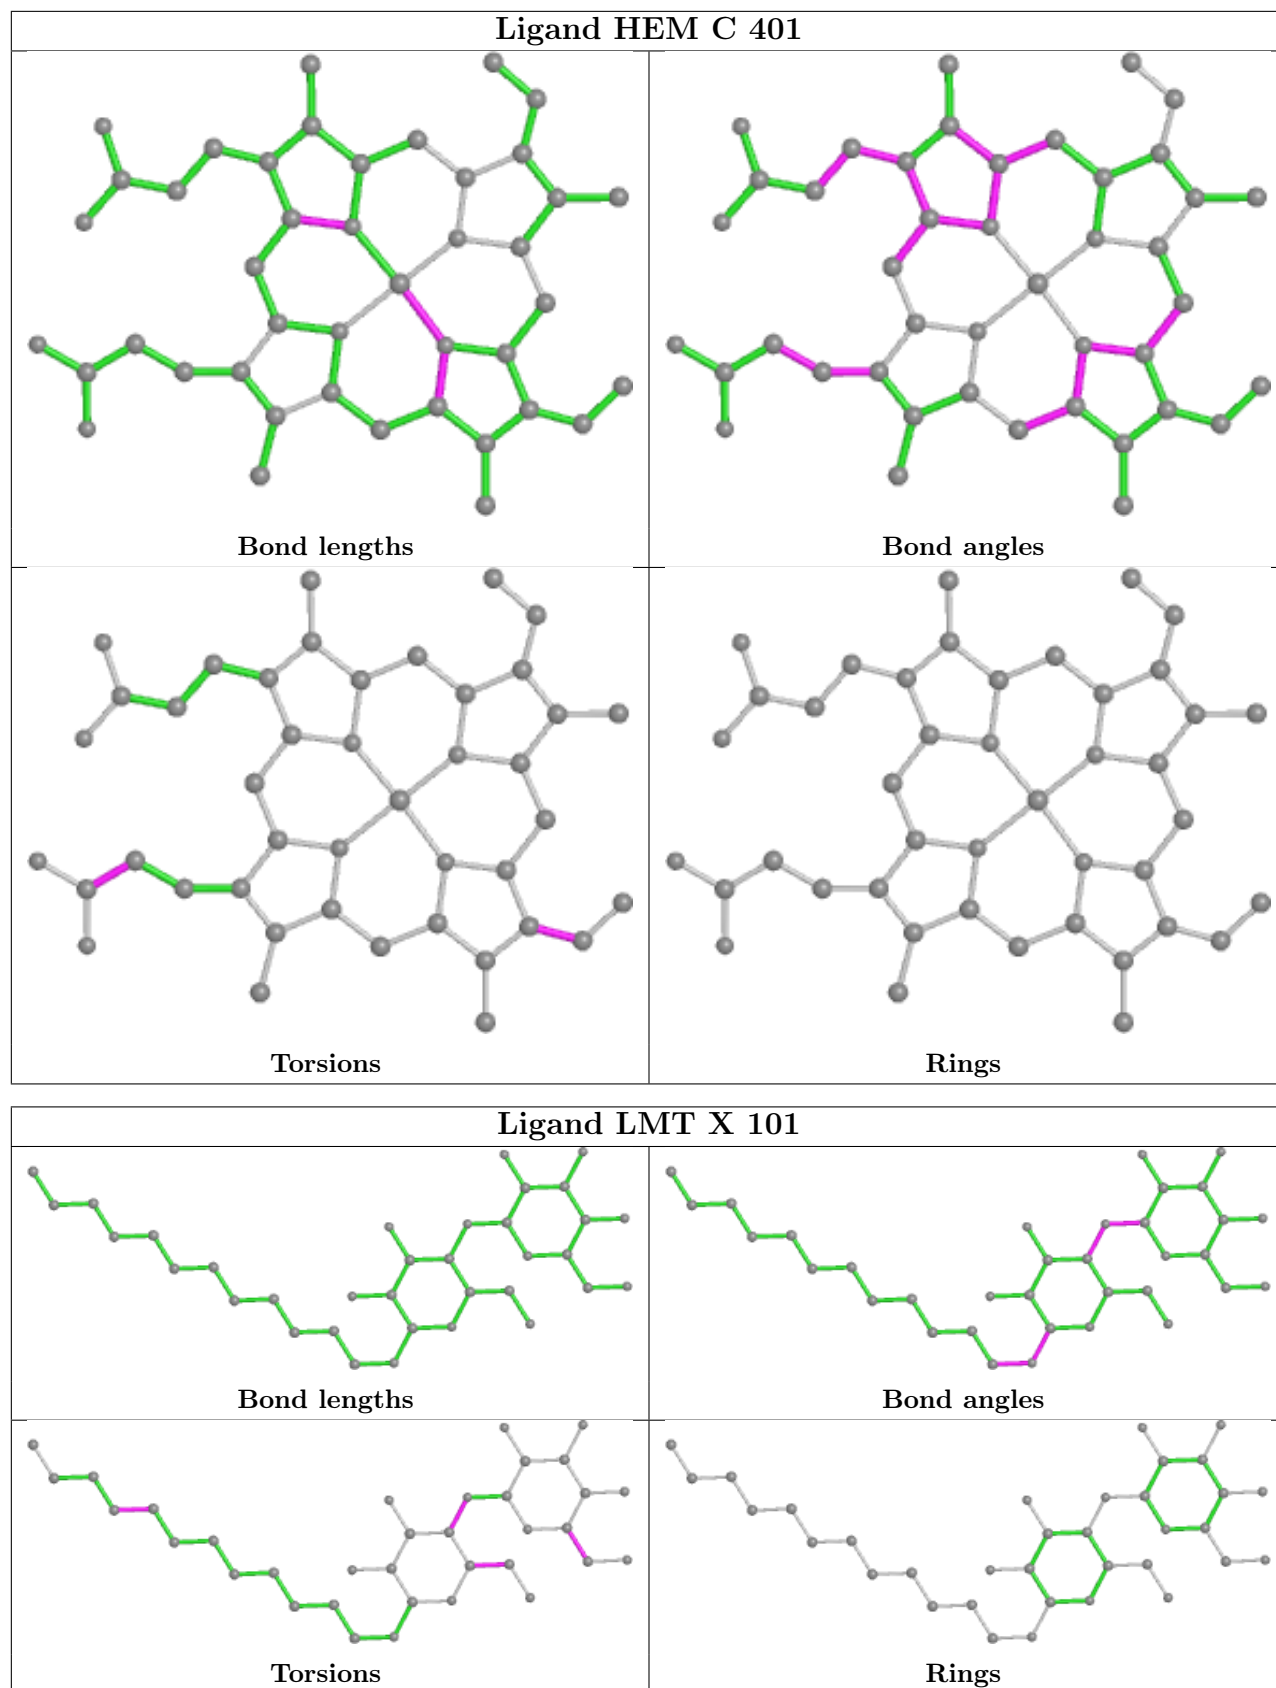 Ligand HEM C 401
Bond lengths
Bond angles
Torsions
Rings
Ligand LMT X 101
Bond lengths
Bond angles
Torsions
Rings